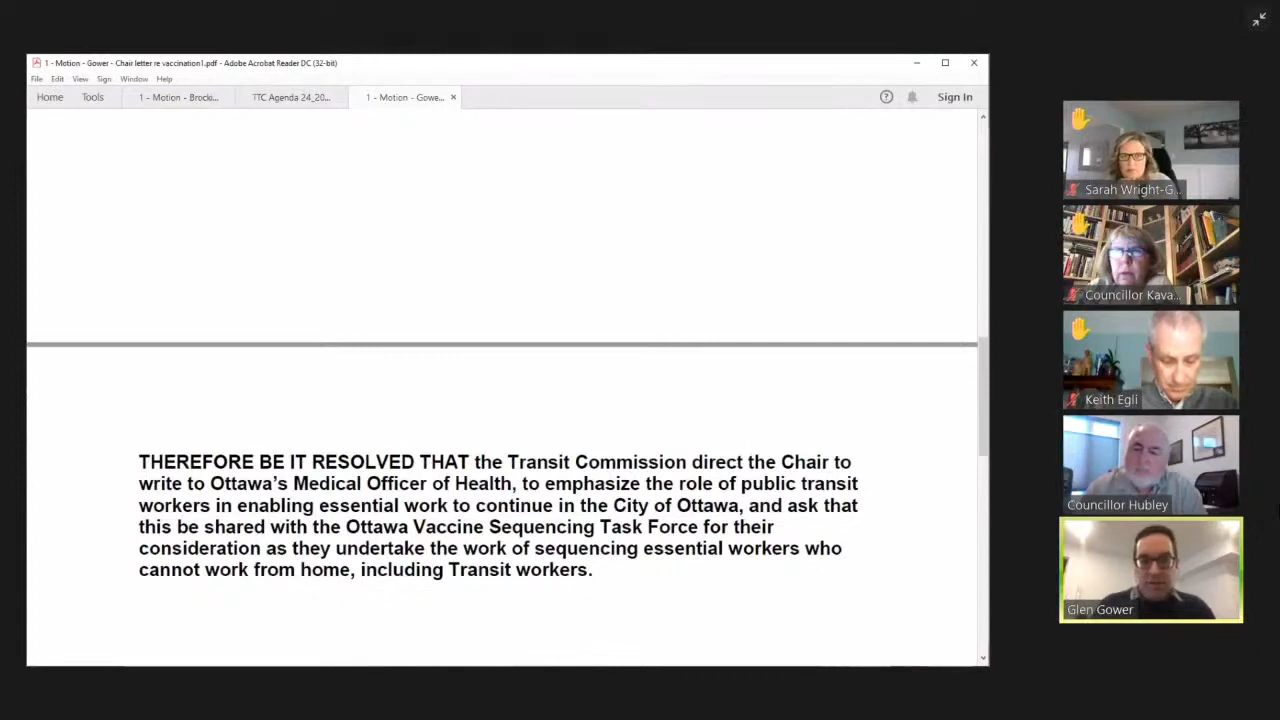 1 - Motion - Gower - Chair letter re vaccination1.pdf - Adobe Acrobat Reader DC (32-bit)
File Edit View Sign Window Help
Home Tools 1 - Motion - Brocki... TTC Agenda 24_20... 1 - Motion - Gowe... × ? Sign In
THEREFORE BE IT RESOLVED THAT the Transit Commission direct the Chair to
write to Ottawa's Medical Officer of Health, to emphasize the role of public transit
workers in enabling essential work to continue in the City of Ottawa, and ask that
this be shared with the Ottawa Vaccine Sequencing Task Force for their
consideration as they undertake the work of sequencing essential workers who
cannot work from home, including Transit workers.
Sarah Wright-G...
Councillor Kava...
Keith Egli
Councillor Hubley
Glen Gower